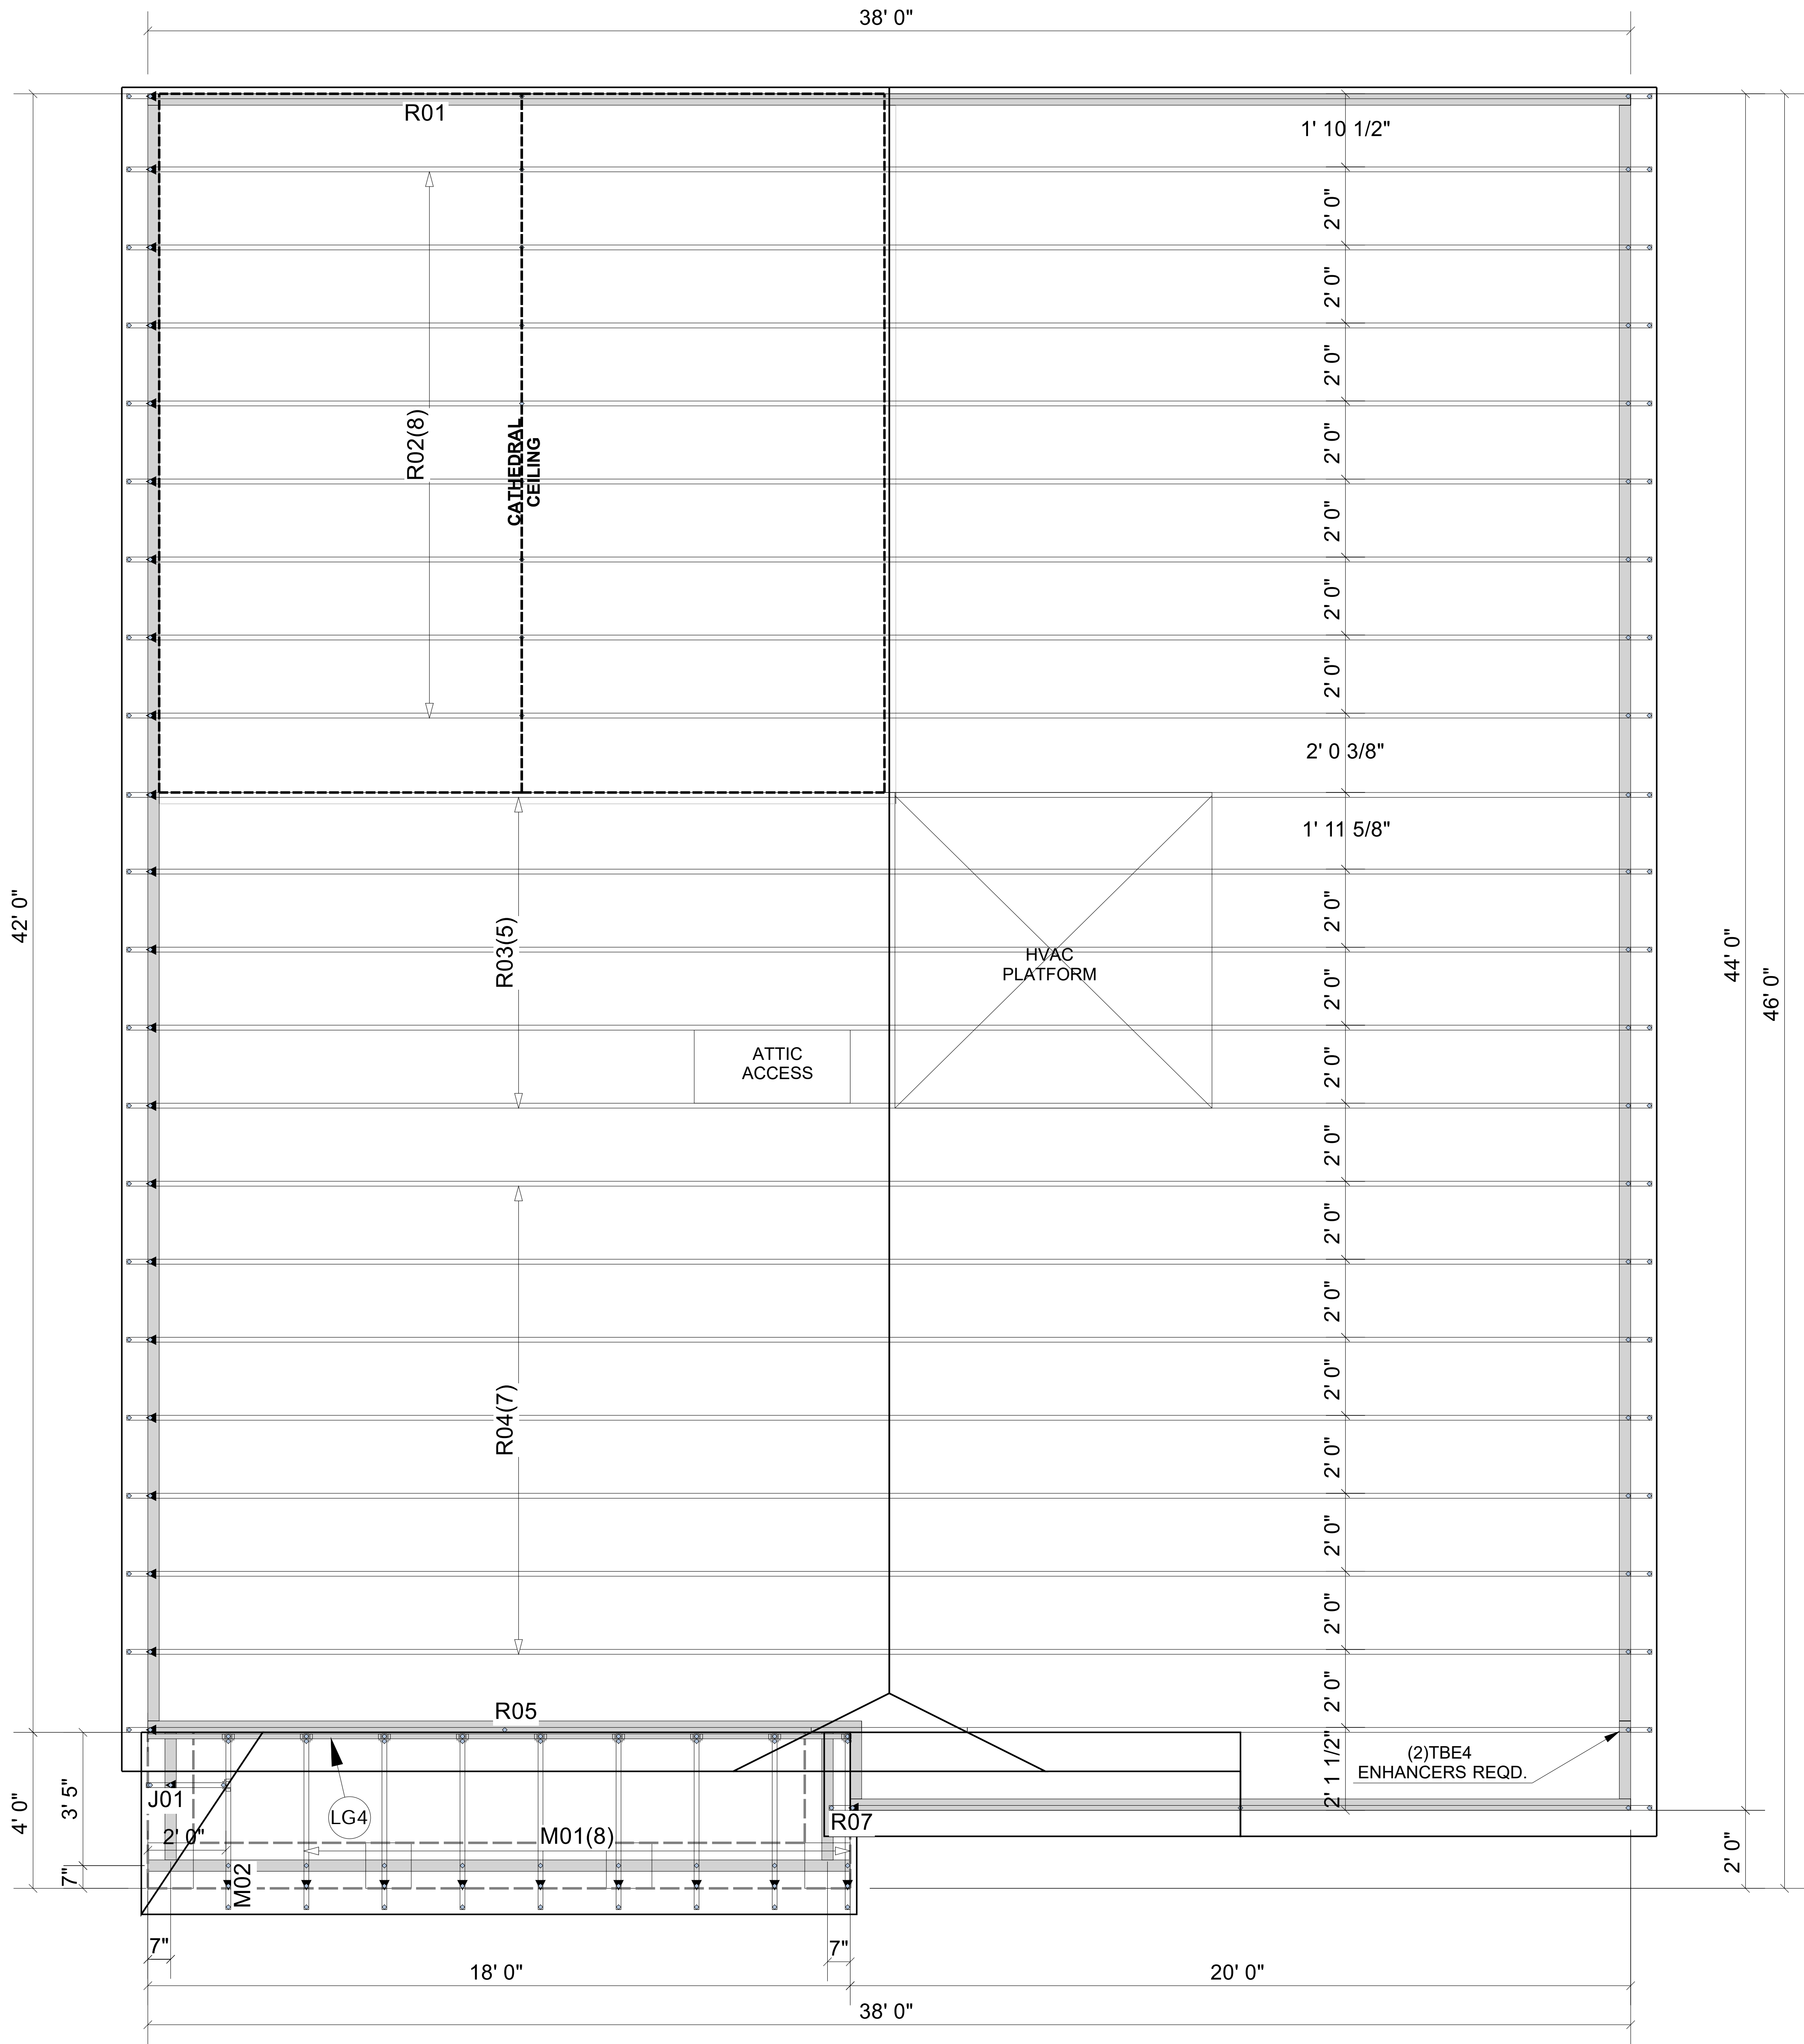 38' 0"
R01
1' 10 1/2"
2' 0"
2' 0"
2' 0"
2' 0"
R02(8)
CATHEDRAL
CEILING
2' 0"
2' 0"
2' 0"
2' 0 3/8"
1' 11 5/8"
42' 0"
44' 0"
46' 0"
R03(5)
HVAC
PLATFORM
2' 0"
2' 0"
ATTIC
ACCESS
2' 0"
2' 0"
2' 0"
2' 0"
R04(7)
2' 0"
2' 0"
2' 0"
2' 0"
2' 0"
R05
2' 1 1/2"
(2)TBE4
ENHANCERS REQD.
4' 0"
3' 5"
7"
J01
2' 0"
LG4
M01(8)
R07
M02
2' 0"
7"
7"
18' 0"
20' 0"
38' 0"